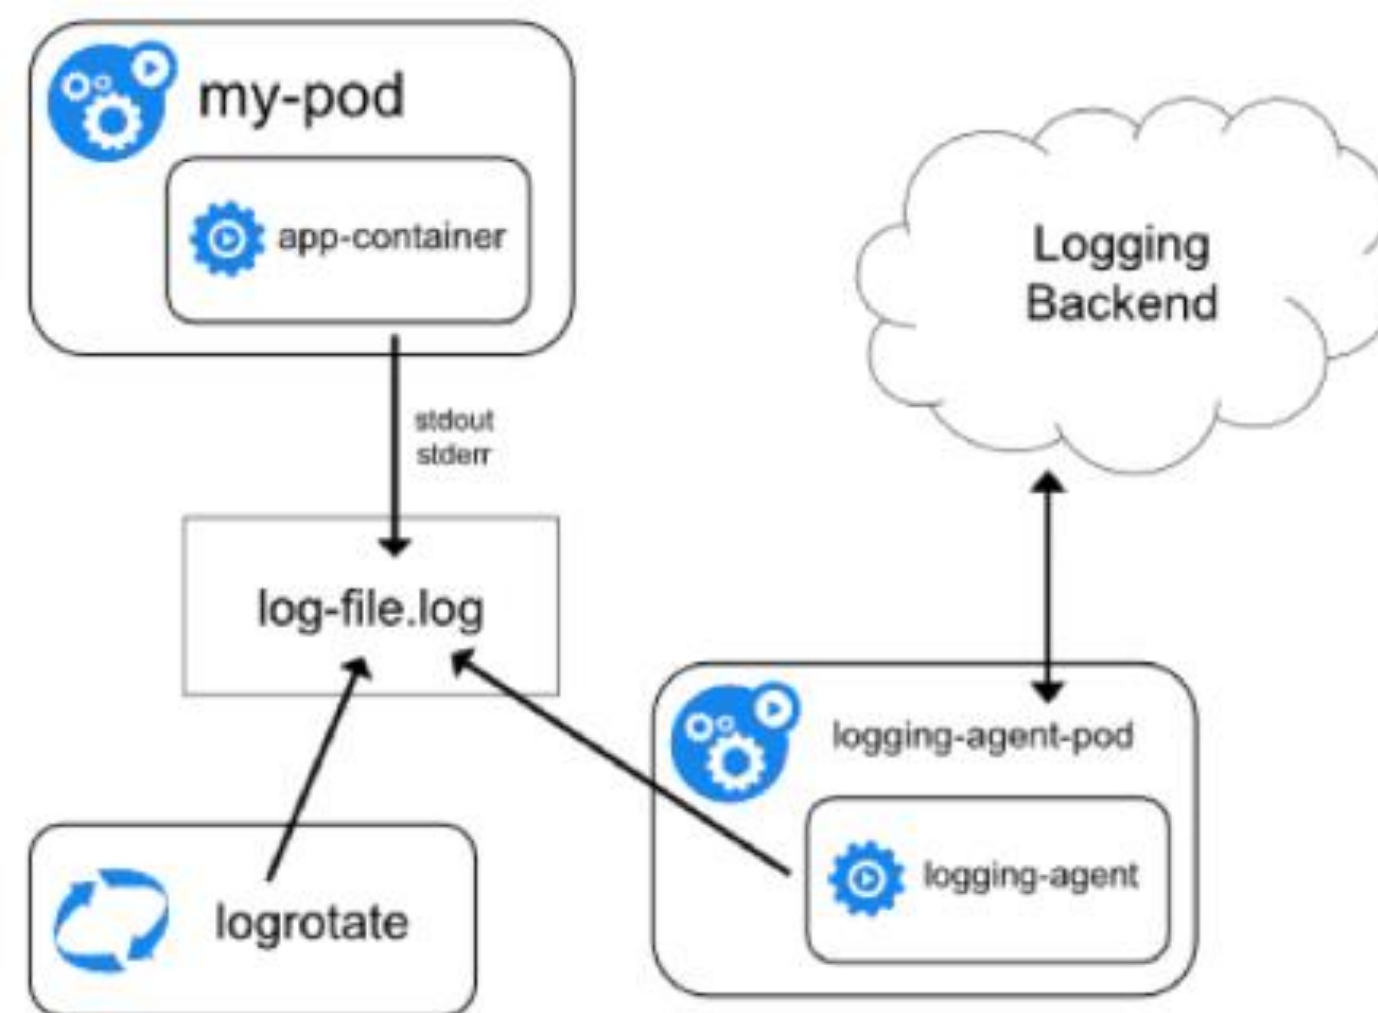 my-pod
app-container
stdout
stderr
log-file.log
logrotate
Logging
Backend
logging-agent-pod
logging-agent